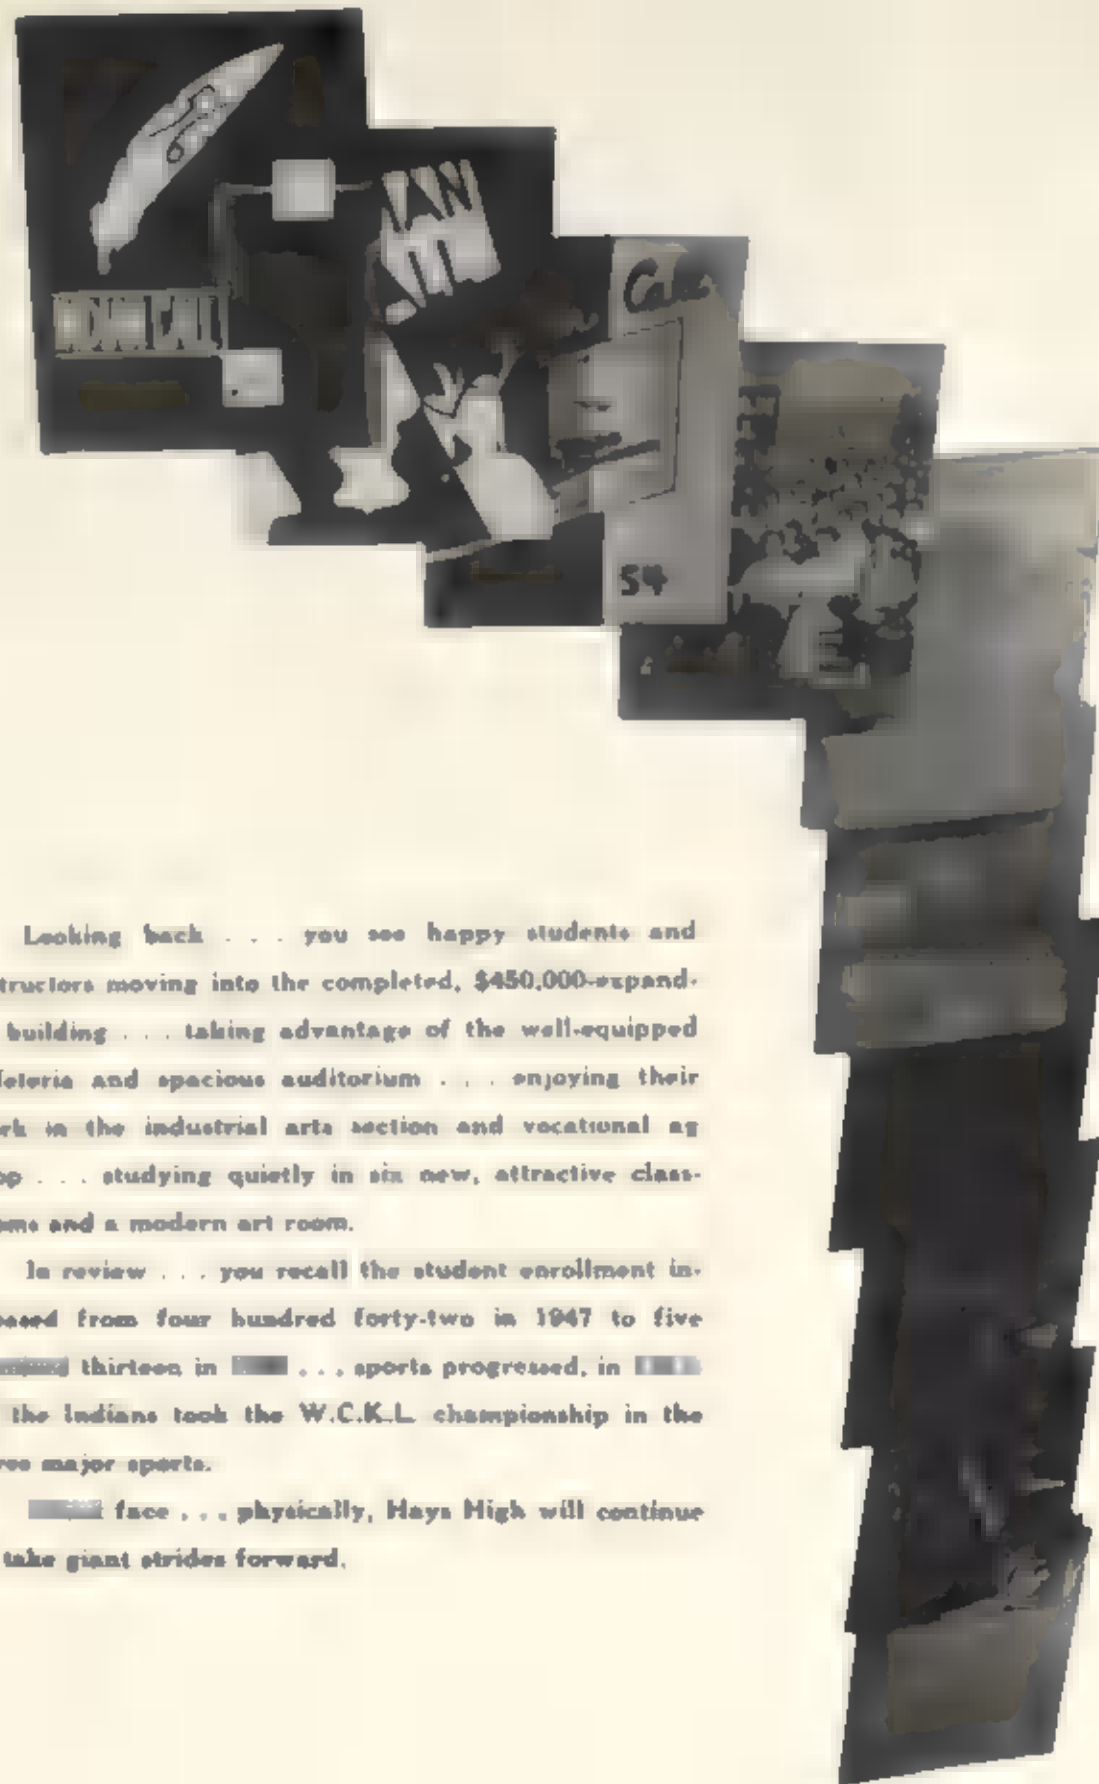 Cake
54
Looking back . . . you see happy students and
tructors moving into the completed, $450,000-expand-
building . . . taking advantage of the well-equipped
feteria and spacious auditorium . . . enjoying their
rk in the industrial arts section and vocational ag
op . . . studying quietly in six new, attractive class-
oms and a modern art room.
In review . . . you recall the student enrollment in-
eased from four hundred forty-two in 1947 to five
thirteen in . . . sports progressed, in
the Indians took the W.C.K.L. championship in the
ree major sports.
face . . . physically, Hays High will continue
take giant strides forward.